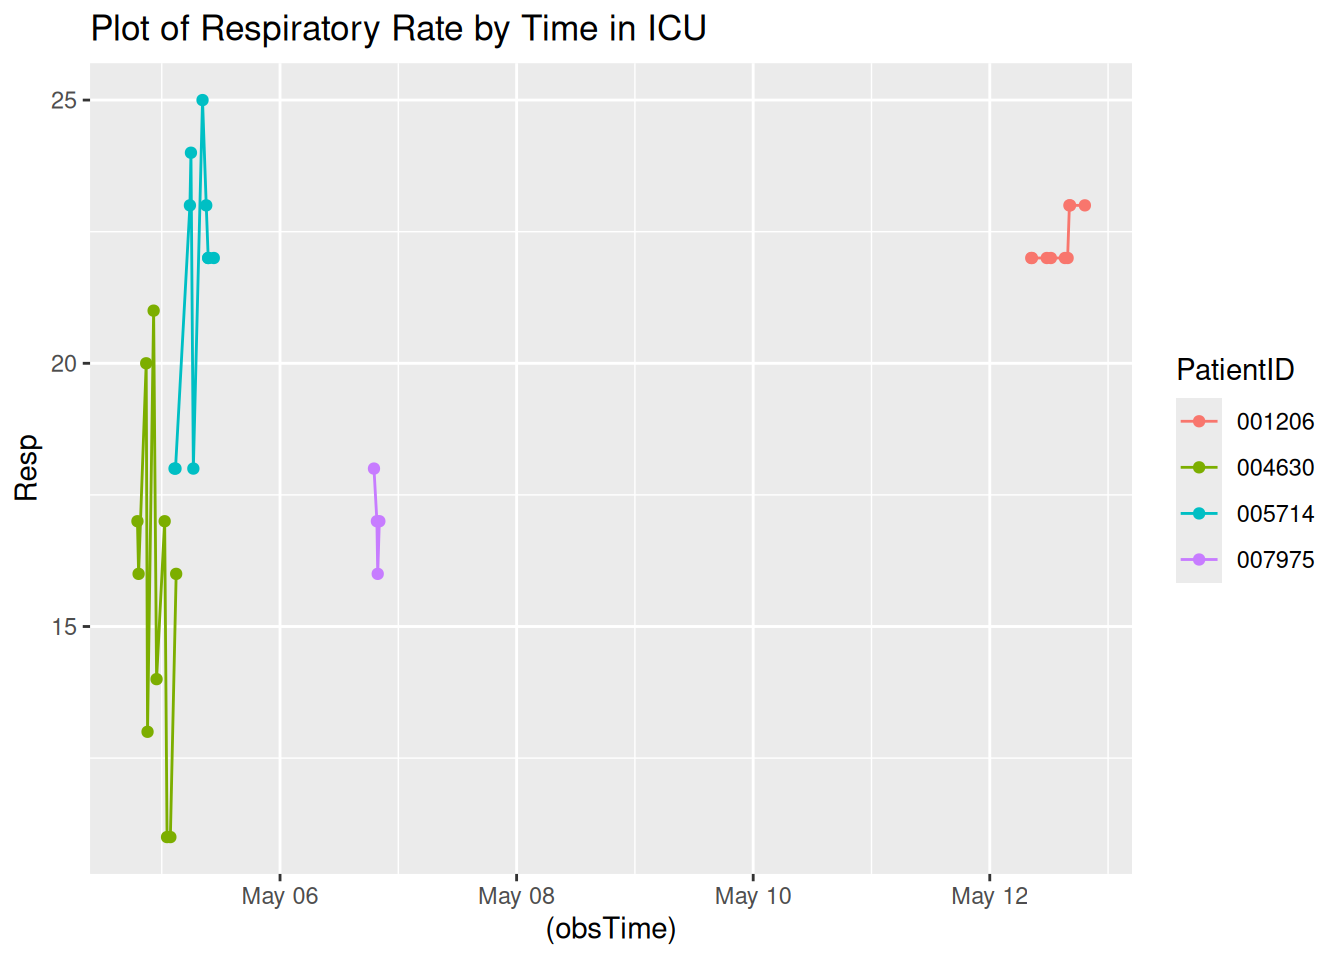 Plot of Respiratory Rate by Time in ICU
25
20
15
Resp
May 06 May 08 May 10 May 12
(obsTime)
PatientID
001206
004630
005714
007975